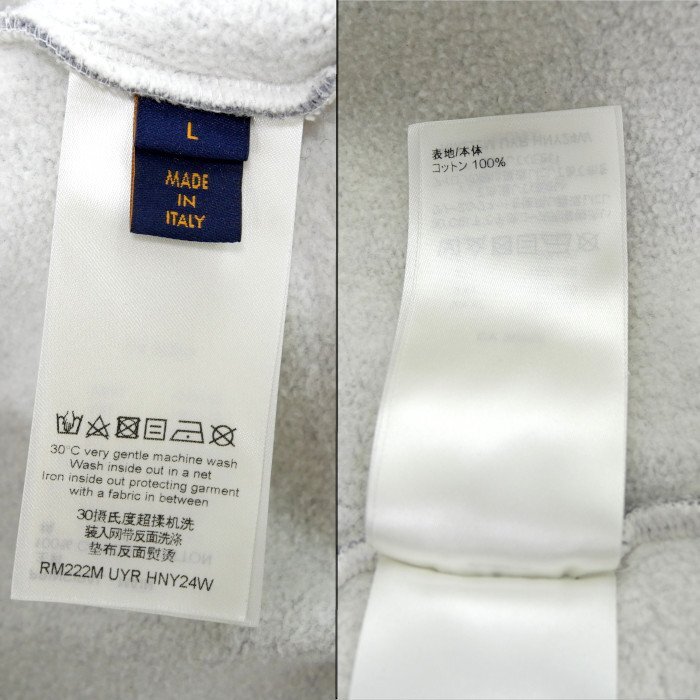 L
MADE
IN
ITALY
30°C very gentle machine wash
Wash inside out in a net
Iron inside out protecting garment
with a fabric in between
30摄氏度超揉机洗
装入网带反面洗涤
垫布反面熨烫
RM222M UYR HNY24W
表地/本体
コットン 100%